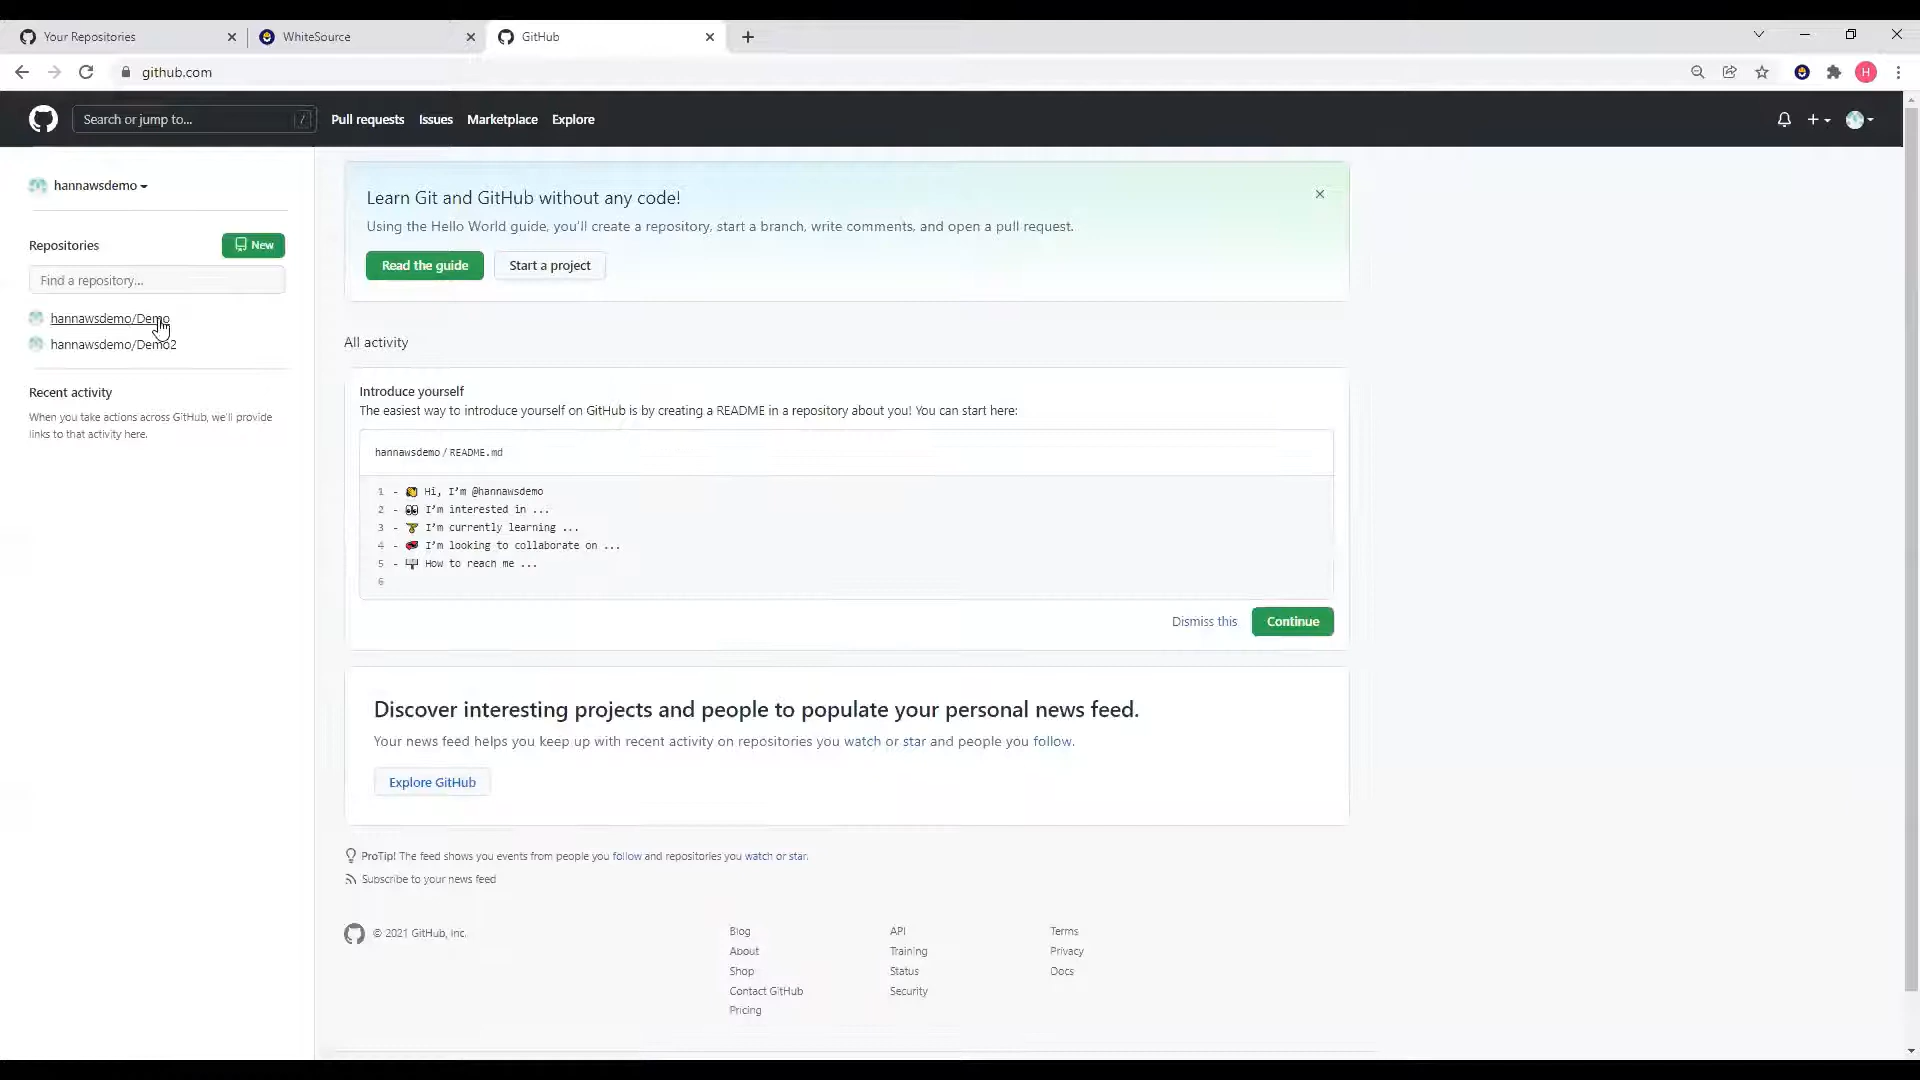 Your Repositories
WhiteSource
GitHub
github.com
H
Search or jump to...
/
Pull requests
Issues
Marketplace
Explore
hannawsdemo
Repositories
New
Find a repository...
hannawsdemo/Demo
hannawsdemo/Demo2
Recent activity
When you take actions across GitHub, we'll provide
links to that activity here.
Learn Git and GitHub without any code!
Using the Hello World guide, you'll create a repository, start a branch, write comments, and open a pull request.
Read the guide
Start a project
All activity
Introduce yourself
The easiest way to introduce yourself on GitHub is by creating a README in a repository about you! You can start here:
hannawsdemo / README.md
1 - 👋 Hi, I'm @hannawsdemo
2 - 👀 I'm interested in ...
3 - 🌱 I'm currently learning ...
4 - 💞️ I'm looking to collaborate on ...
5 - 📫 How to reach me ...
6
Dismiss this
Continue
Discover interesting projects and people to populate your personal news feed.
Your news feed helps you keep up with recent activity on repositories you watch or star and people you follow.
Explore GitHub
ProTip! The feed shows you events from people you follow and repositories you watch or star.
Subscribe to your news feed
© 2021 GitHub, Inc.
Blog
About
Shop
Contact GitHub
Pricing
API
Training
Status
Security
Terms
Privacy
Docs